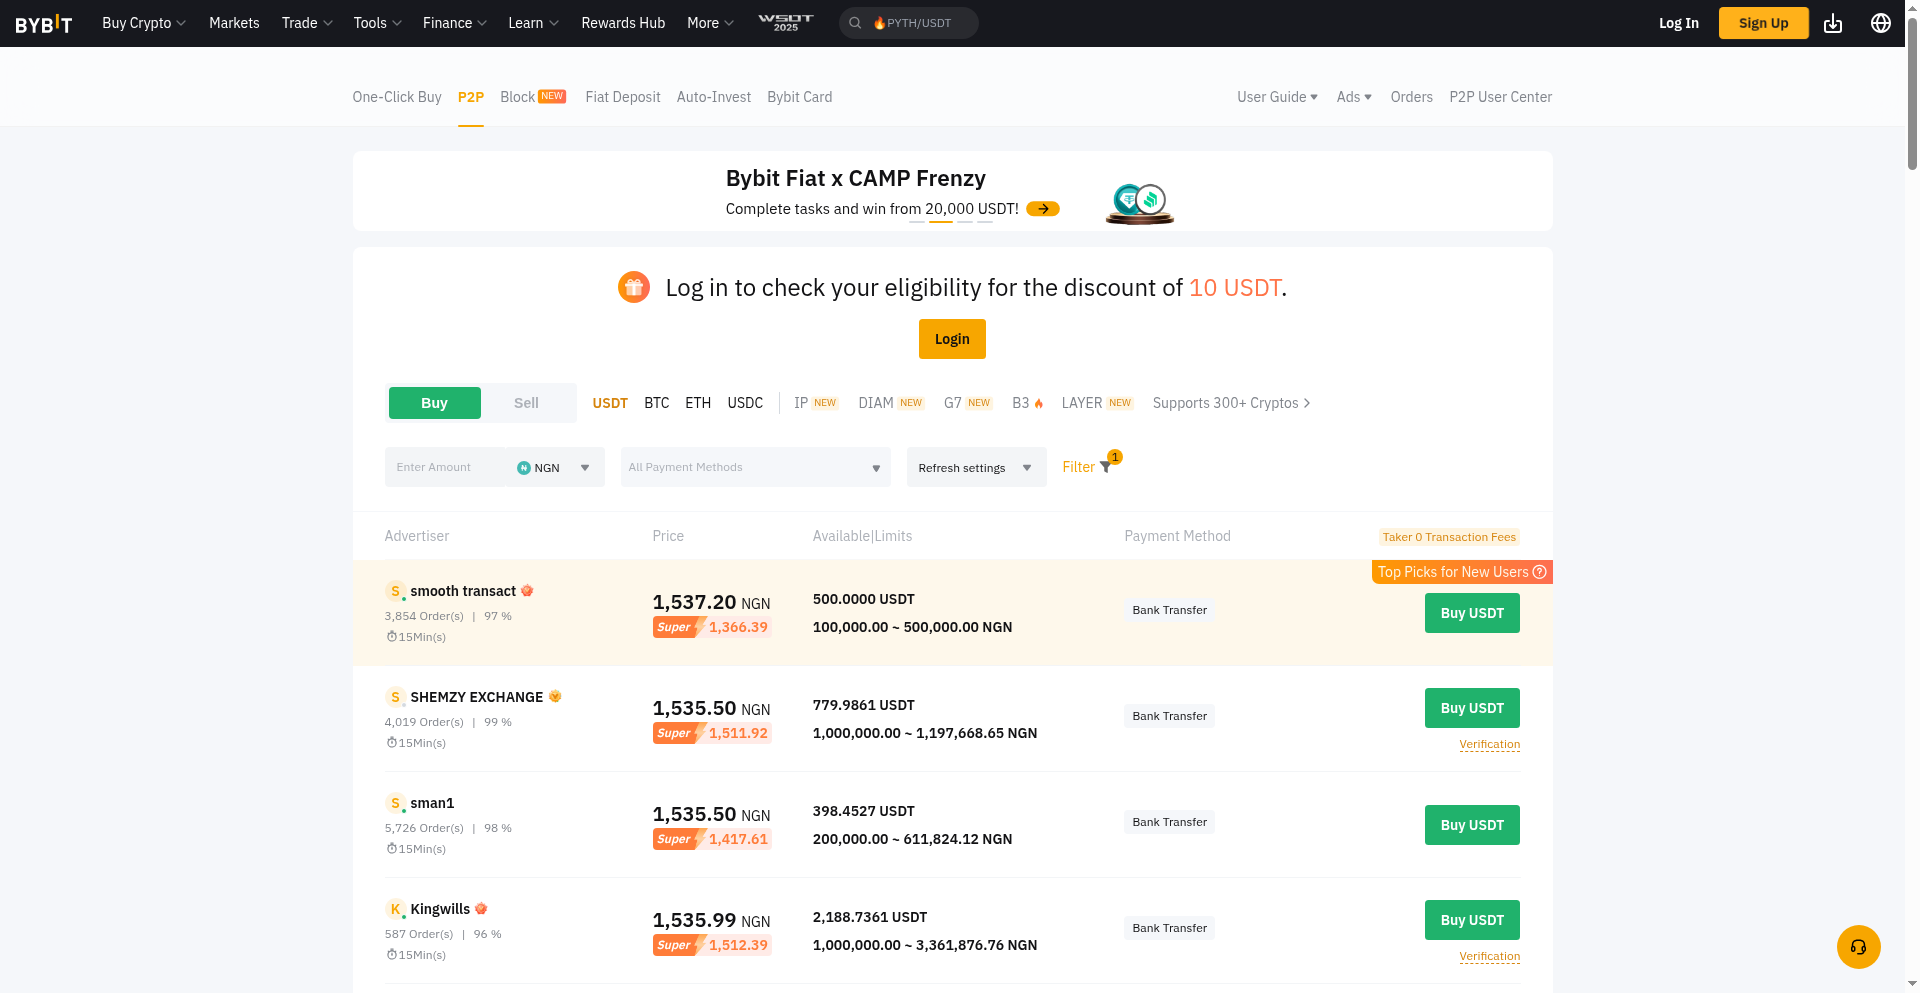 BYBIT Buy Crypto Markets Trade Tools Finance Learn Rewards Hub More WSOT 2025 PYTH/USDT Log In Sign Up
One-Click Buy P2P Block NEW Fiat Deposit Auto-Invest Bybit Card User Guide Ads Orders P2P User Center
Bybit Fiat x CAMP Frenzy
Complete tasks and win from 20,000 USDT!
Log in to check your eligibility for the discount of 10 USDT.
Login
Buy Sell USDT BTC ETH USDC IP NEW DIAM NEW G7 NEW B3 LAYER NEW Supports 300+ Cryptos
Enter Amount NGN All Payment Methods Refresh settings Filter 1
Advertiser Price Available|Limits Payment Method Taker 0 Transaction Fees
Top Picks for New Users
S smooth transact 1,537.20 NGN 500.0000 USDT Bank Transfer Buy USDT
3,854 Order(s) | 97 % Super 1,366.39 100,000.00 ~ 500,000.00 NGN
15Min(s)
S SHEMZY EXCHANGE 1,535.50 NGN 779.9861 USDT Bank Transfer Buy USDT
4,019 Order(s) | 99 % Super 1,511.92 1,000,000.00 ~ 1,197,668.65 NGN
15Min(s) Verification
S sman1 1,535.50 NGN 398.4527 USDT Bank Transfer Buy USDT
5,726 Order(s) | 98 % Super 1,417.61 200,000.00 ~ 611,824.12 NGN
15Min(s)
K Kingwills 1,535.99 NGN 2,188.7361 USDT Bank Transfer Buy USDT
587 Order(s) | 96 % Super 1,512.39 1,000,000.00 ~ 3,361,876.76 NGN
15Min(s) Verification